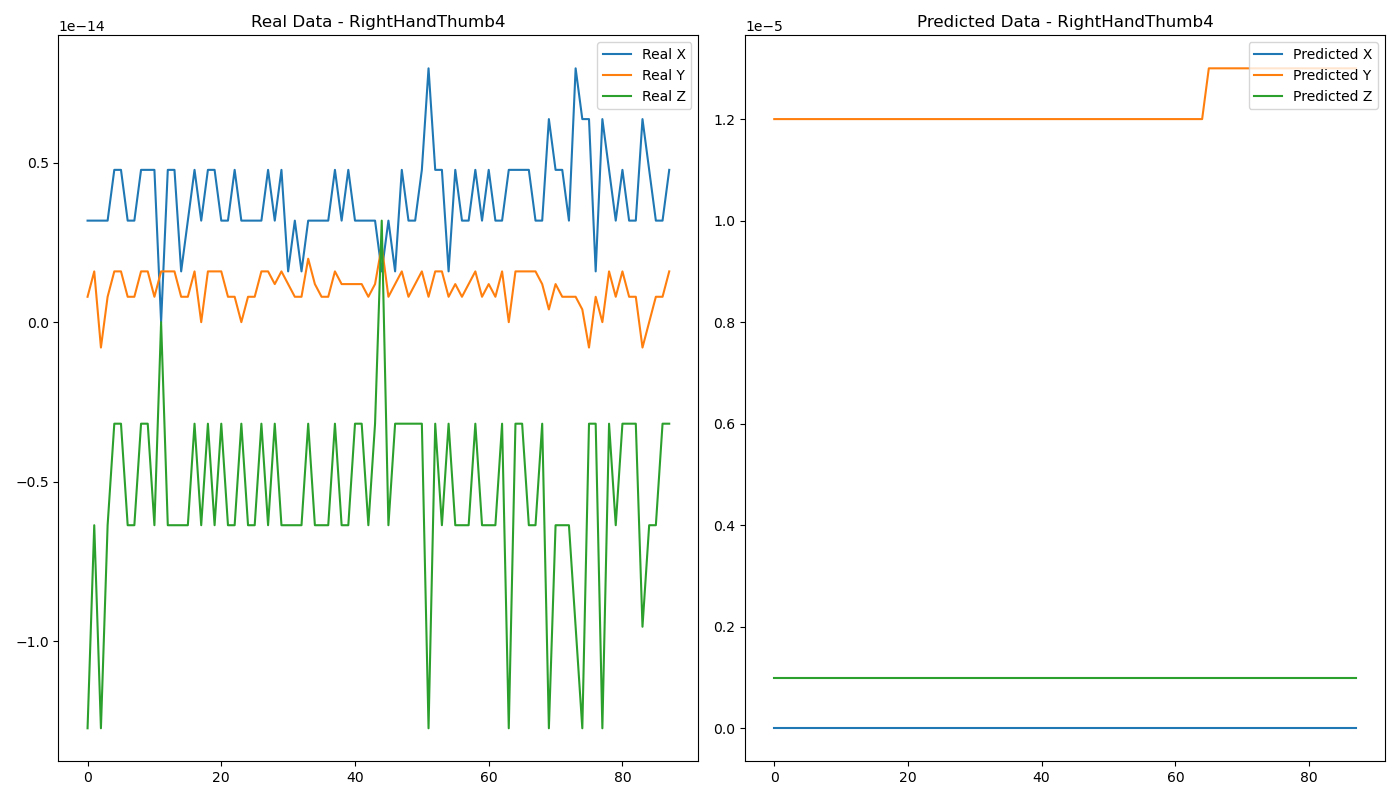 Real Data - RightHandThumb4
1e−14
Real X
Real Y
Real Z
0.5
0.0
−0.5
−1.0
0 20 40 60 80
Predicted Data - RightHandThumb4
1e−5
Predicted X
Predicted Y
Predicted Z
1.2
1.0
0.8
0.6
0.4
0.2
0.0
0 20 40 60 80